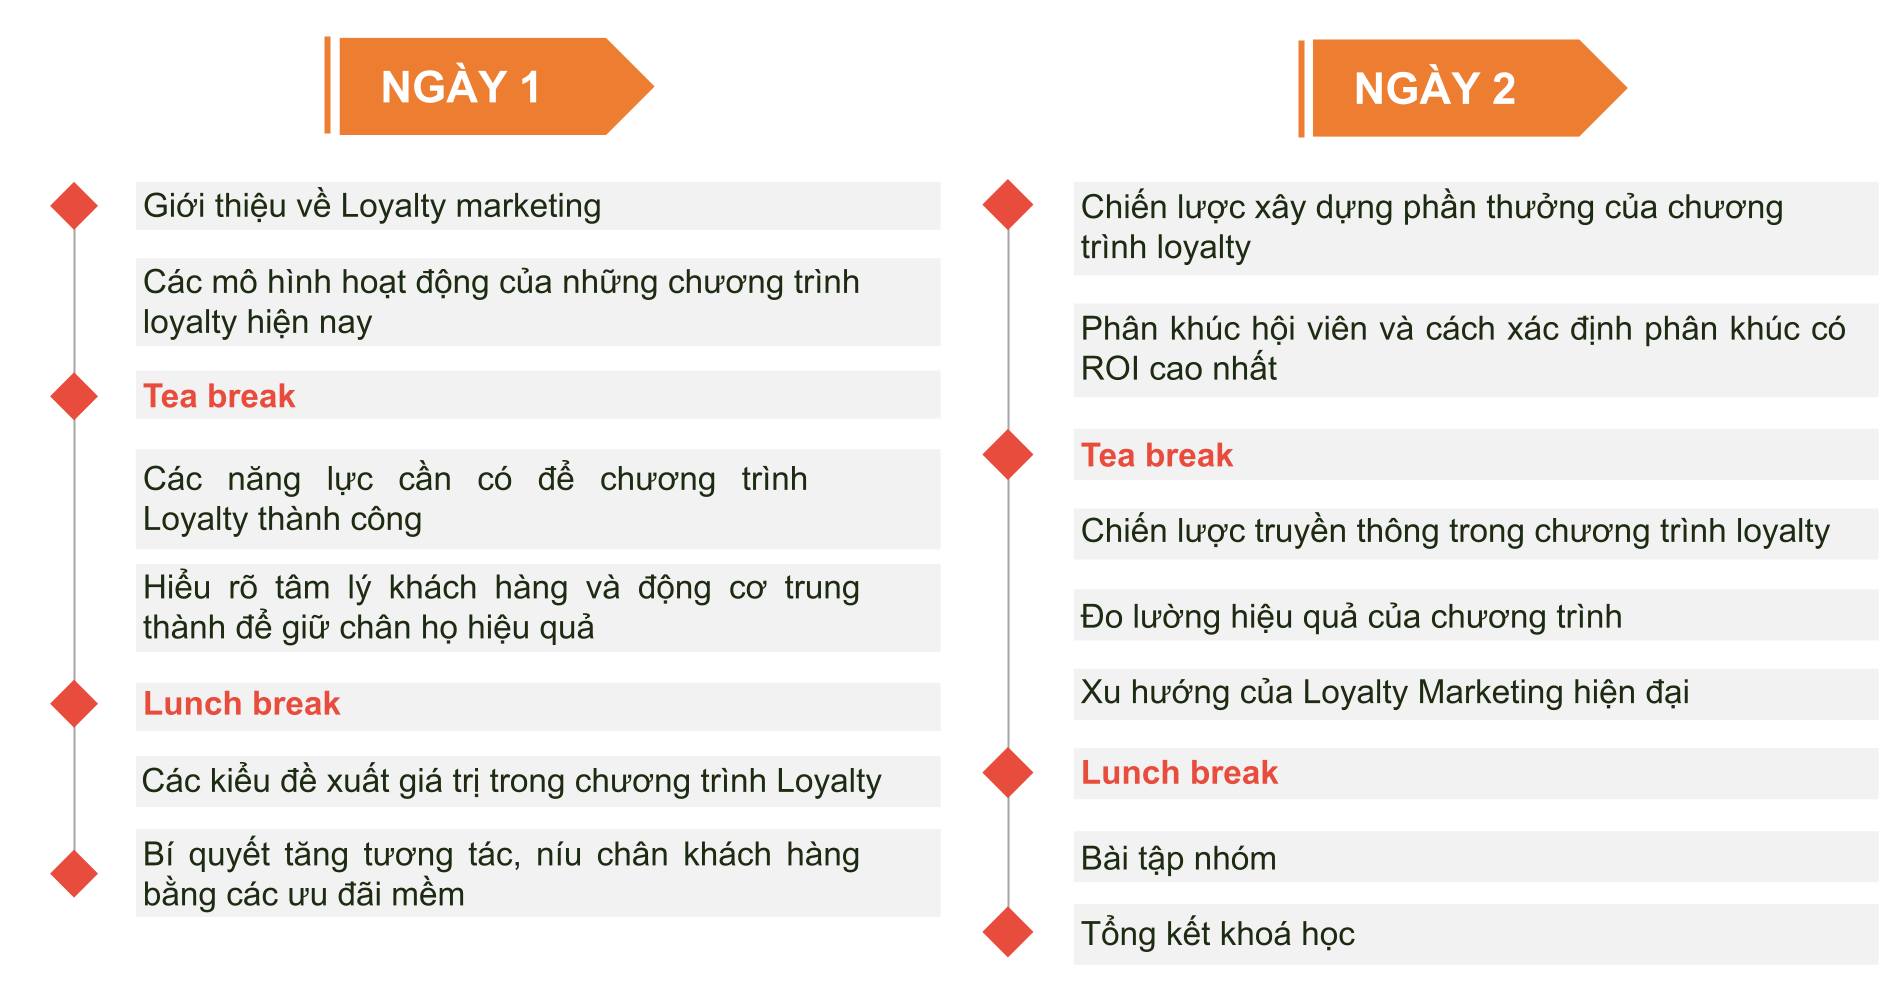 NGÀY 1
Giới thiệu về Loyalty marketing
Các mô hình hoạt động của những chương trình
loyalty hiện nay
Tea break
Các năng lực cần có để chương trình
Loyalty thành công
Hiểu rõ tâm lý khách hàng và động cơ trung
thành để giữ chân họ hiệu quả
Lunch break
Các kiểu đề xuất giá trị trong chương trình Loyalty
Bí quyết tăng tương tác, níu chân khách hàng
bằng các ưu đãi mềm
NGÀY 2
Chiến lược xây dựng phần thưởng của chương
trình loyalty
Phân khúc hội viên và cách xác định phân khúc có
ROI cao nhất
Tea break
Chiến lược truyền thông trong chương trình loyalty
Đo lường hiệu quả của chương trình
Xu hướng của Loyalty Marketing hiện đại
Lunch break
Bài tập nhóm
Tổng kết khoá học